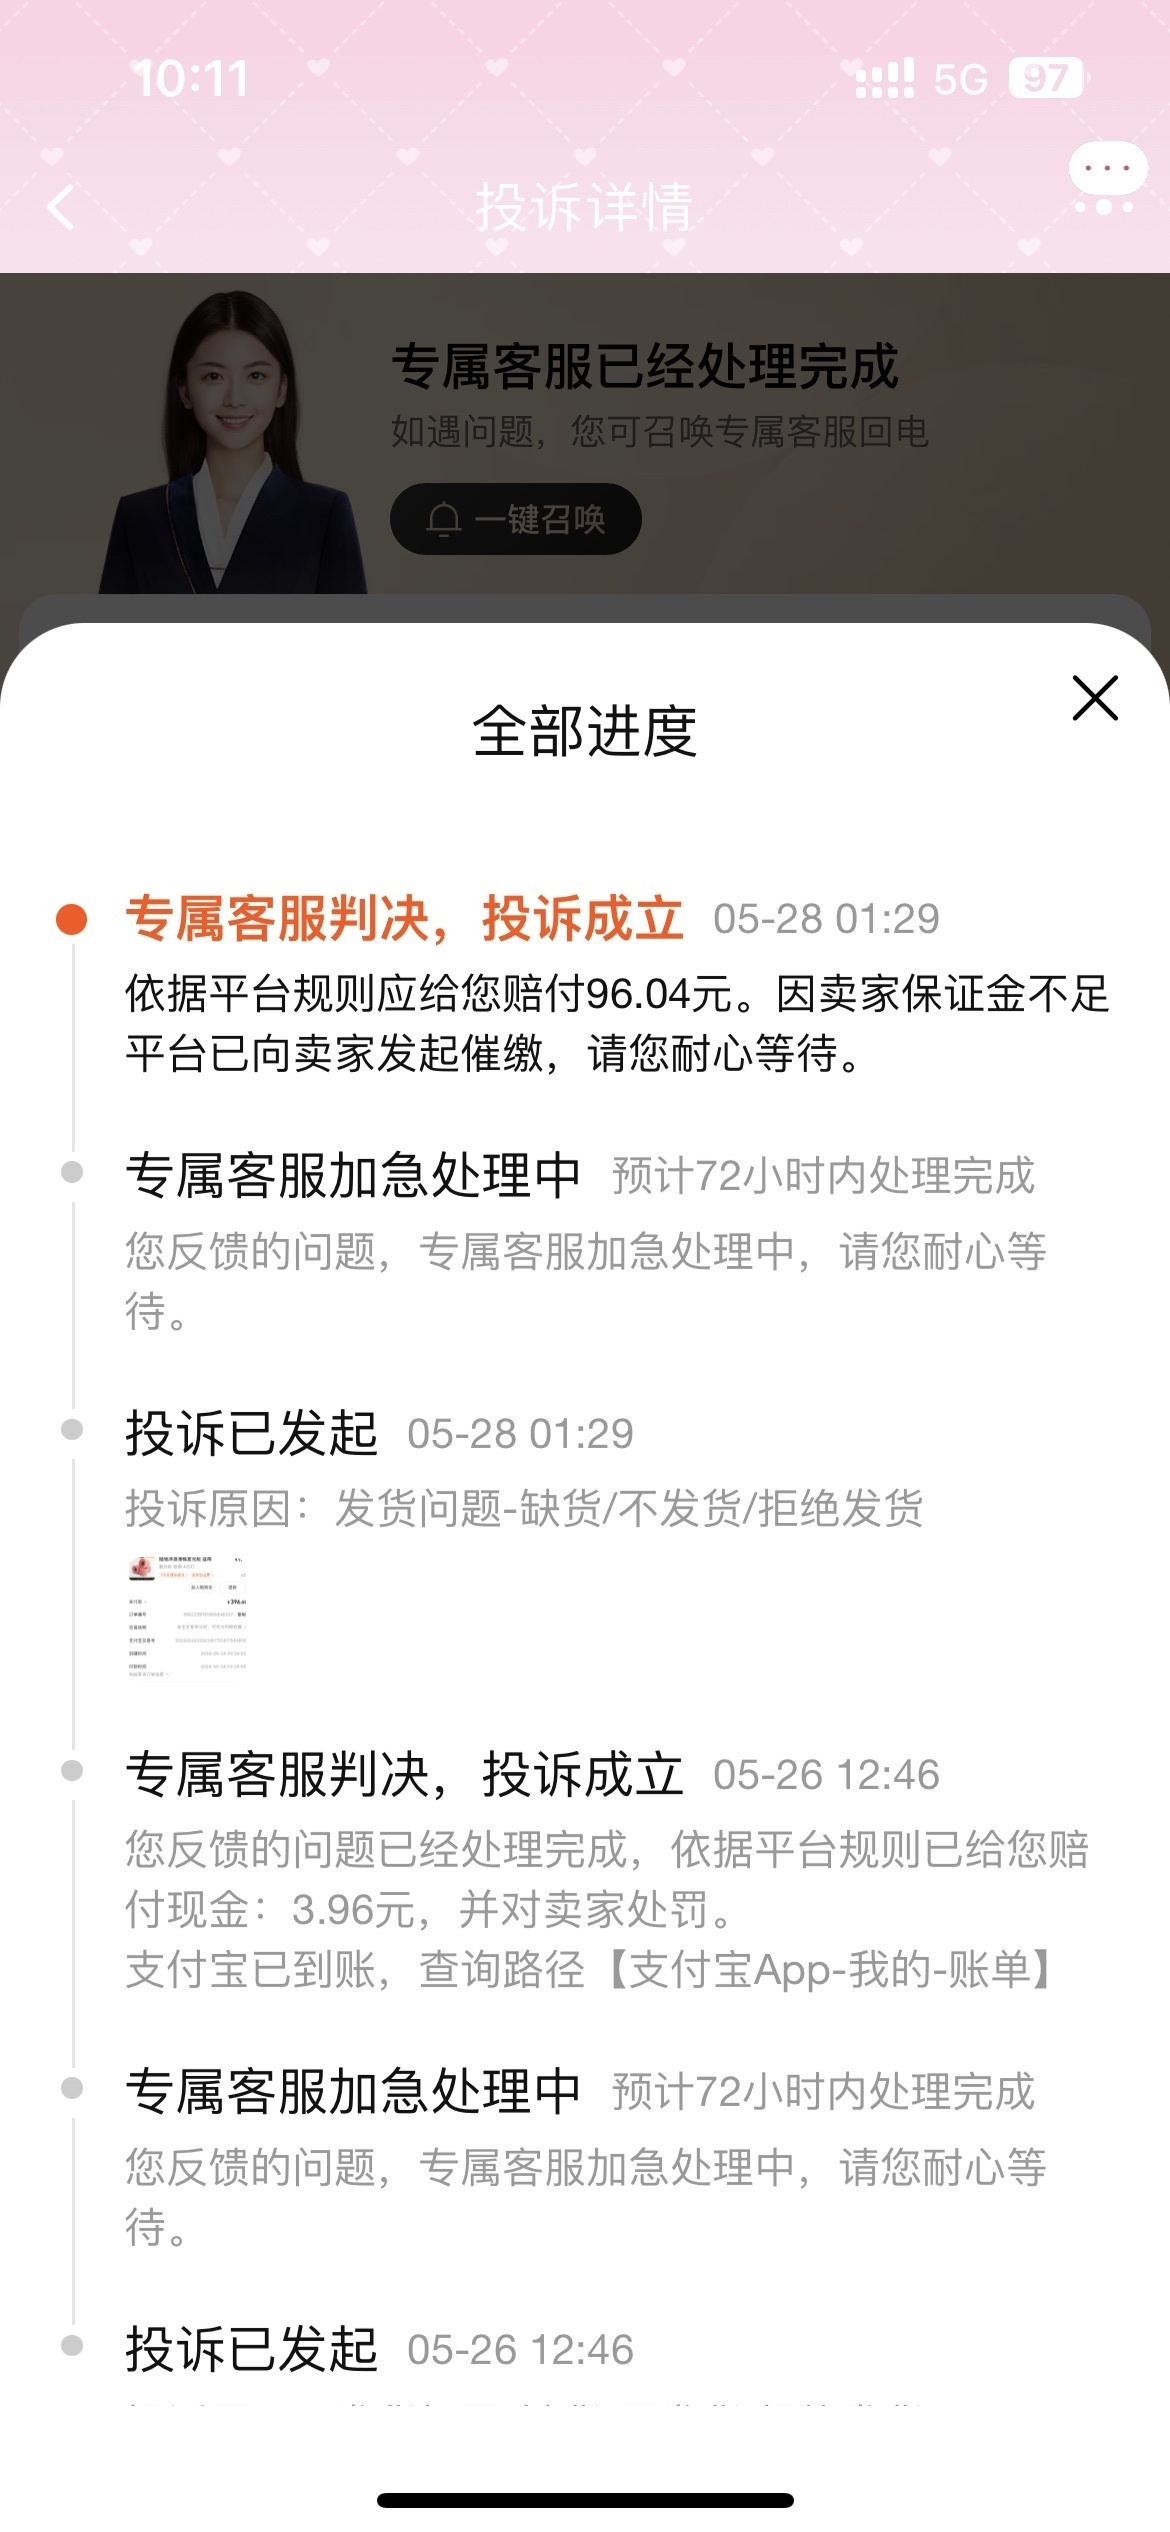 10:11
5G
97
投诉详情
专属客服已经处理完成
如遇问题，您可召唤专属客服回电
一键召唤
全部进度
专属客服判决，投诉成立 05-28 01:29
依据平台规则应给您赔付96.04元。因卖家保证金不足
平台已向卖家发起催缴，请您耐心等待。
专属客服加急处理中 预计72小时内处理完成
您反馈的问题，专属客服加急处理中，请您耐心等
待。
投诉已发起 05-28 01:29
投诉原因：发货问题-缺货/不发货/拒绝发货
专属客服判决，投诉成立 05-26 12:46
您反馈的问题已经处理完成，依据平台规则已给您赔
付现金：3.96元，并对卖家处罚。
支付宝已到账，查询路径【支付宝App-我的-账单】
专属客服加急处理中 预计72小时内处理完成
您反馈的问题，专属客服加急处理中，请您耐心等
待。
投诉已发起 05-26 12:46